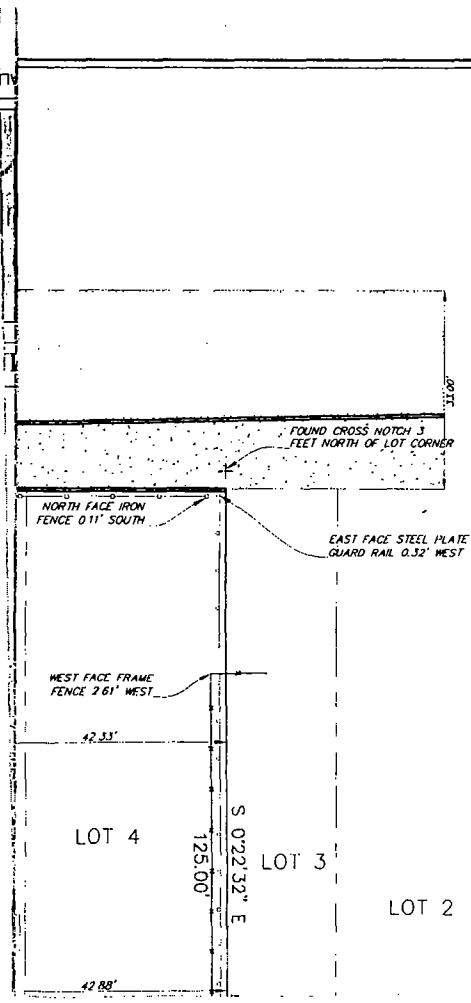 33.00'
FOUND CROSS NOTCH 3
FEET NORTH OF LOT CORNER
NORTH FACE IRON
FENCE 0.11' SOUTH
EAST FACE STEEL PLATE
GUARD RAIL 0.32' WEST
WEST FACE FRAME
FENCE 2.61' WEST
42.33'
S 0°22'32" E
125.00'
LOT 4
LOT 3
LOT 2
42.88'